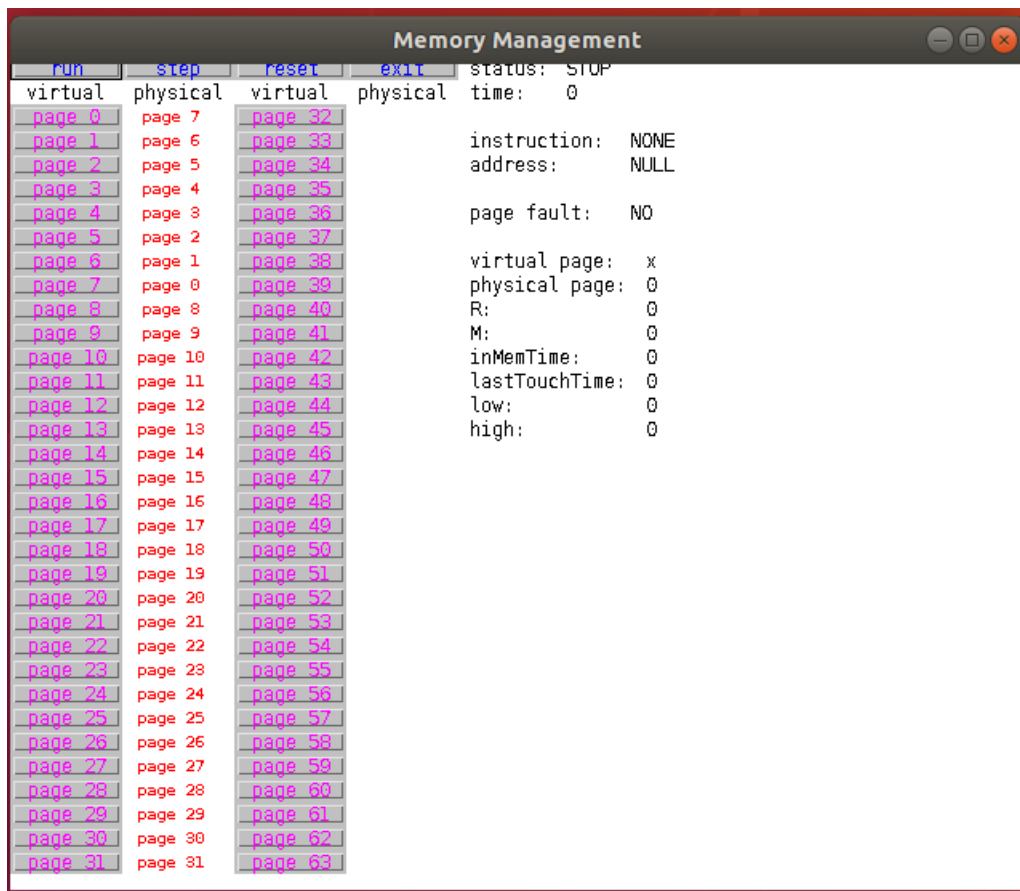 Memory Management
run step reset exit status: STOP
virtual physical virtual physical time: 0
page 0 page 7 page 32
page 1 page 6 page 33 instruction: NONE
page 2 page 5 page 34 address: NULL
page 3 page 4 page 35
page 4 page 3 page 36 page fault: NO
page 5 page 2 page 37
page 6 page 1 page 38 virtual page: x
page 7 page 0 page 39 physical page: 0
page 8 page 8 page 40 R: 0
page 9 page 9 page 41 M: 0
page 10 page 10 page 42 inMemTime: 0
page 11 page 11 page 43 lastTouchTime: 0
page 12 page 12 page 44 low: 0
page 13 page 13 page 45 high: 0
page 14 page 14 page 46
page 15 page 15 page 47
page 16 page 16 page 48
page 17 page 17 page 49
page 18 page 18 page 50
page 19 page 19 page 51
page 20 page 20 page 52
page 21 page 21 page 53
page 22 page 22 page 54
page 23 page 23 page 55
page 24 page 24 page 56
page 25 page 25 page 57
page 26 page 26 page 58
page 27 page 27 page 59
page 28 page 28 page 60
page 29 page 29 page 61
page 30 page 30 page 62
page 31 page 31 page 63